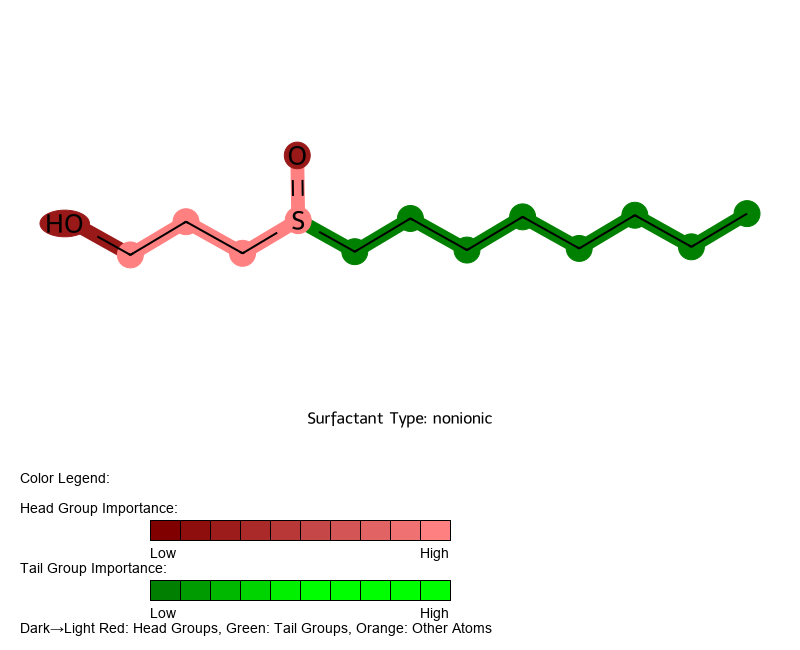 O
HO
S
Surfactant Type: nonionic
Color Legend:
Head Group Importance:
Low High
Tail Group Importance:
Low High
Dark→Light Red: Head Groups, Green: Tail Groups, Orange: Other Atoms